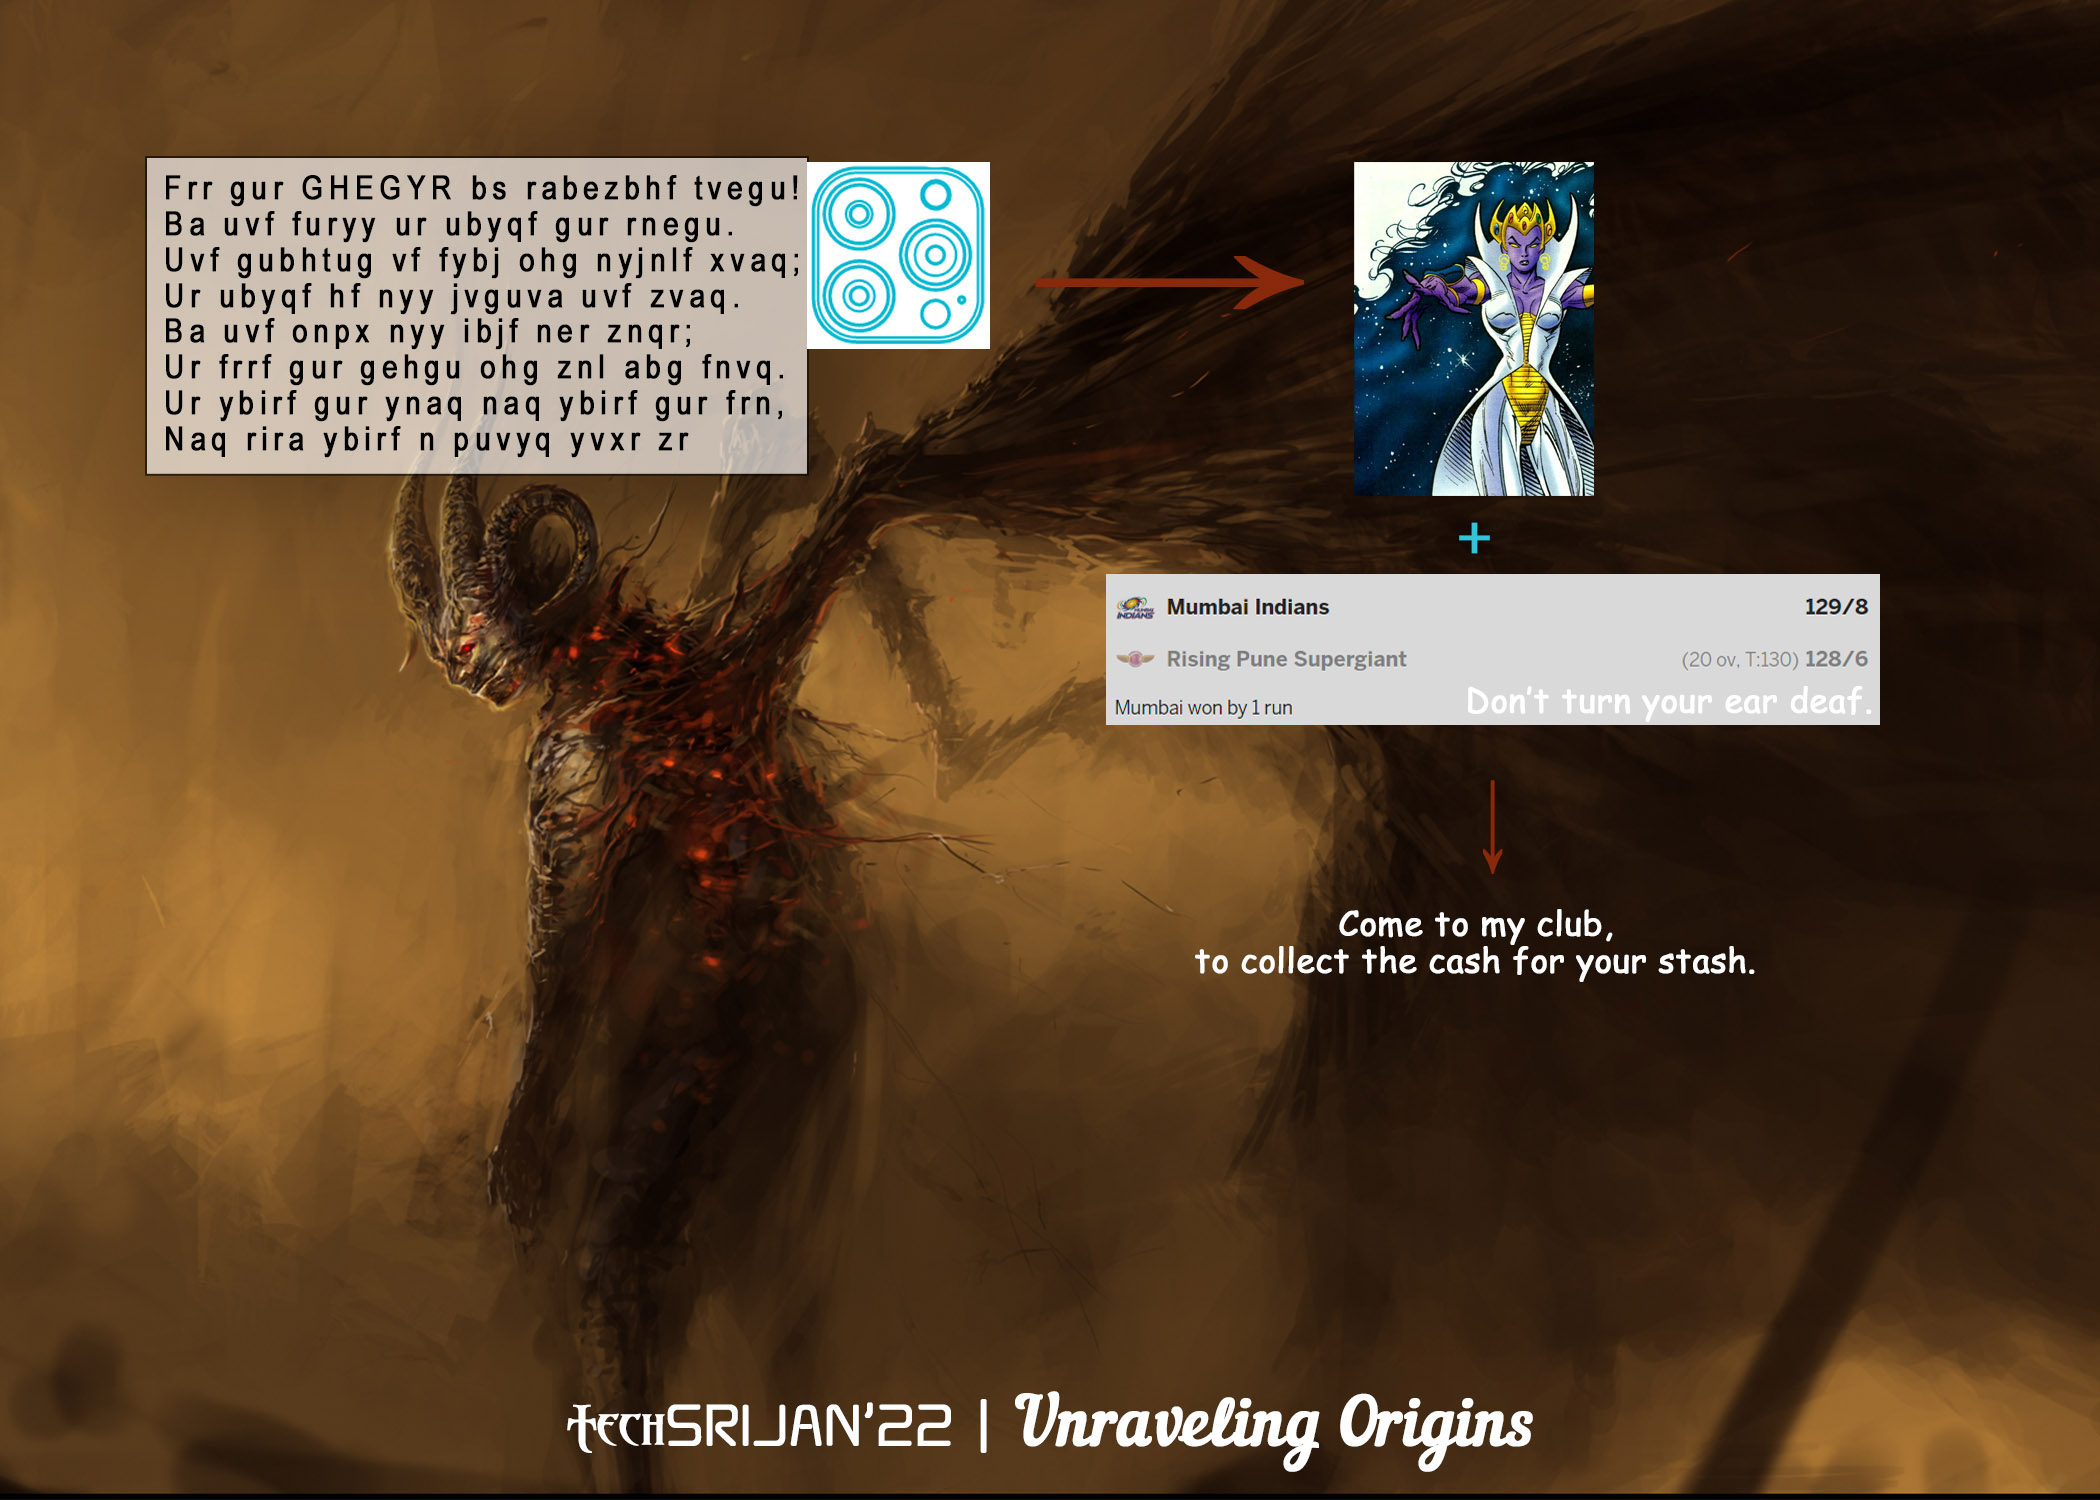 Frr gur GHEGYR bs rabezbhf tvegu!
Ba uvf furyy ur ubyqf gur rnegu.
Uvf gubhtug vf fybj ohg nyjnlf xvaq;
Ur ubyqf hf nyy jvguva uvf zvaq.
Ba uvf onpx nyy ibjf ner znqr;
Ur frrf gur gehgu ohg znl abg fnvq.
Ur ybirf gur ynaq naq ybirf gur frn,
Naq rira ybirf n puvyq yvxr zr
+
MUMBAI INDIANS
Mumbai Indians 129/8
Rising Pune Supergiant (20 ov, T:130) 128/6
Mumbai won by 1 run
Don't turn your ear deaf.
Come to my club,
to collect the cash for your stash.
TECHSRIJAN'22 | Unraveling Origins